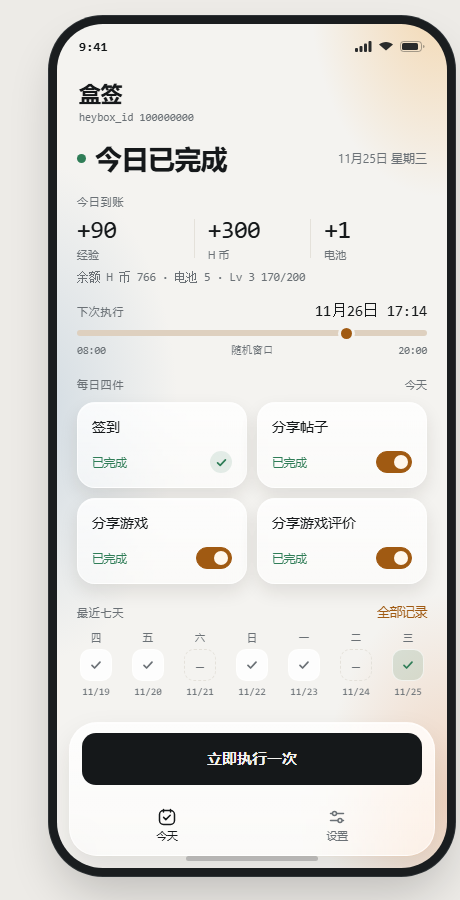 9:41
盒签
heybox_id 100000000
今日已完成
11月25日 星期三
今日到账
+90 +300 +1
经验 H 币 电池
余额 H 币 766 · 电池 5 · Lv 3 170/200
下次执行 11月26日 17:14
08:00 随机窗口 20:00
每日四件 今天
签到 分享帖子
已完成 已完成
分享游戏 分享游戏评价
已完成 已完成
最近七天 全部记录
四 五 六 日 一 二 三
11/19 11/20 11/21 11/22 11/23 11/24 11/25
立即执行一次
今天 设置